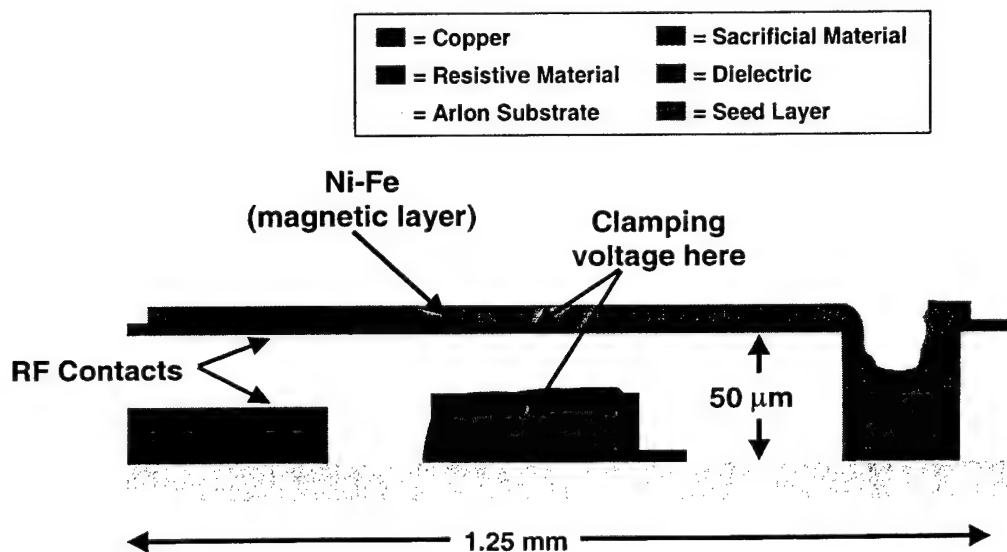 = Copper
= Sacrificial Material
= Resistive Material
= Dielectric
= Arlon Substrate
= Seed Layer
Ni-Fe
(magnetic layer)
Clamping
voltage here
RF Contacts
50 μm
1.25 mm